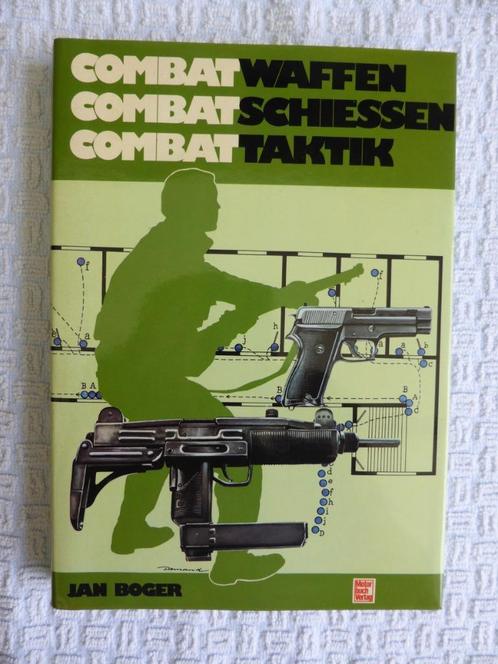 COMBATWAFFEN
COMBATSCHIESSEN
COMBATTAKTIK
f
f
d
e
a
j
h
a
b
c
B
A
B
A
d
e
f
h
i
j
D
JAN BOGER
Motor
buch
Verlag